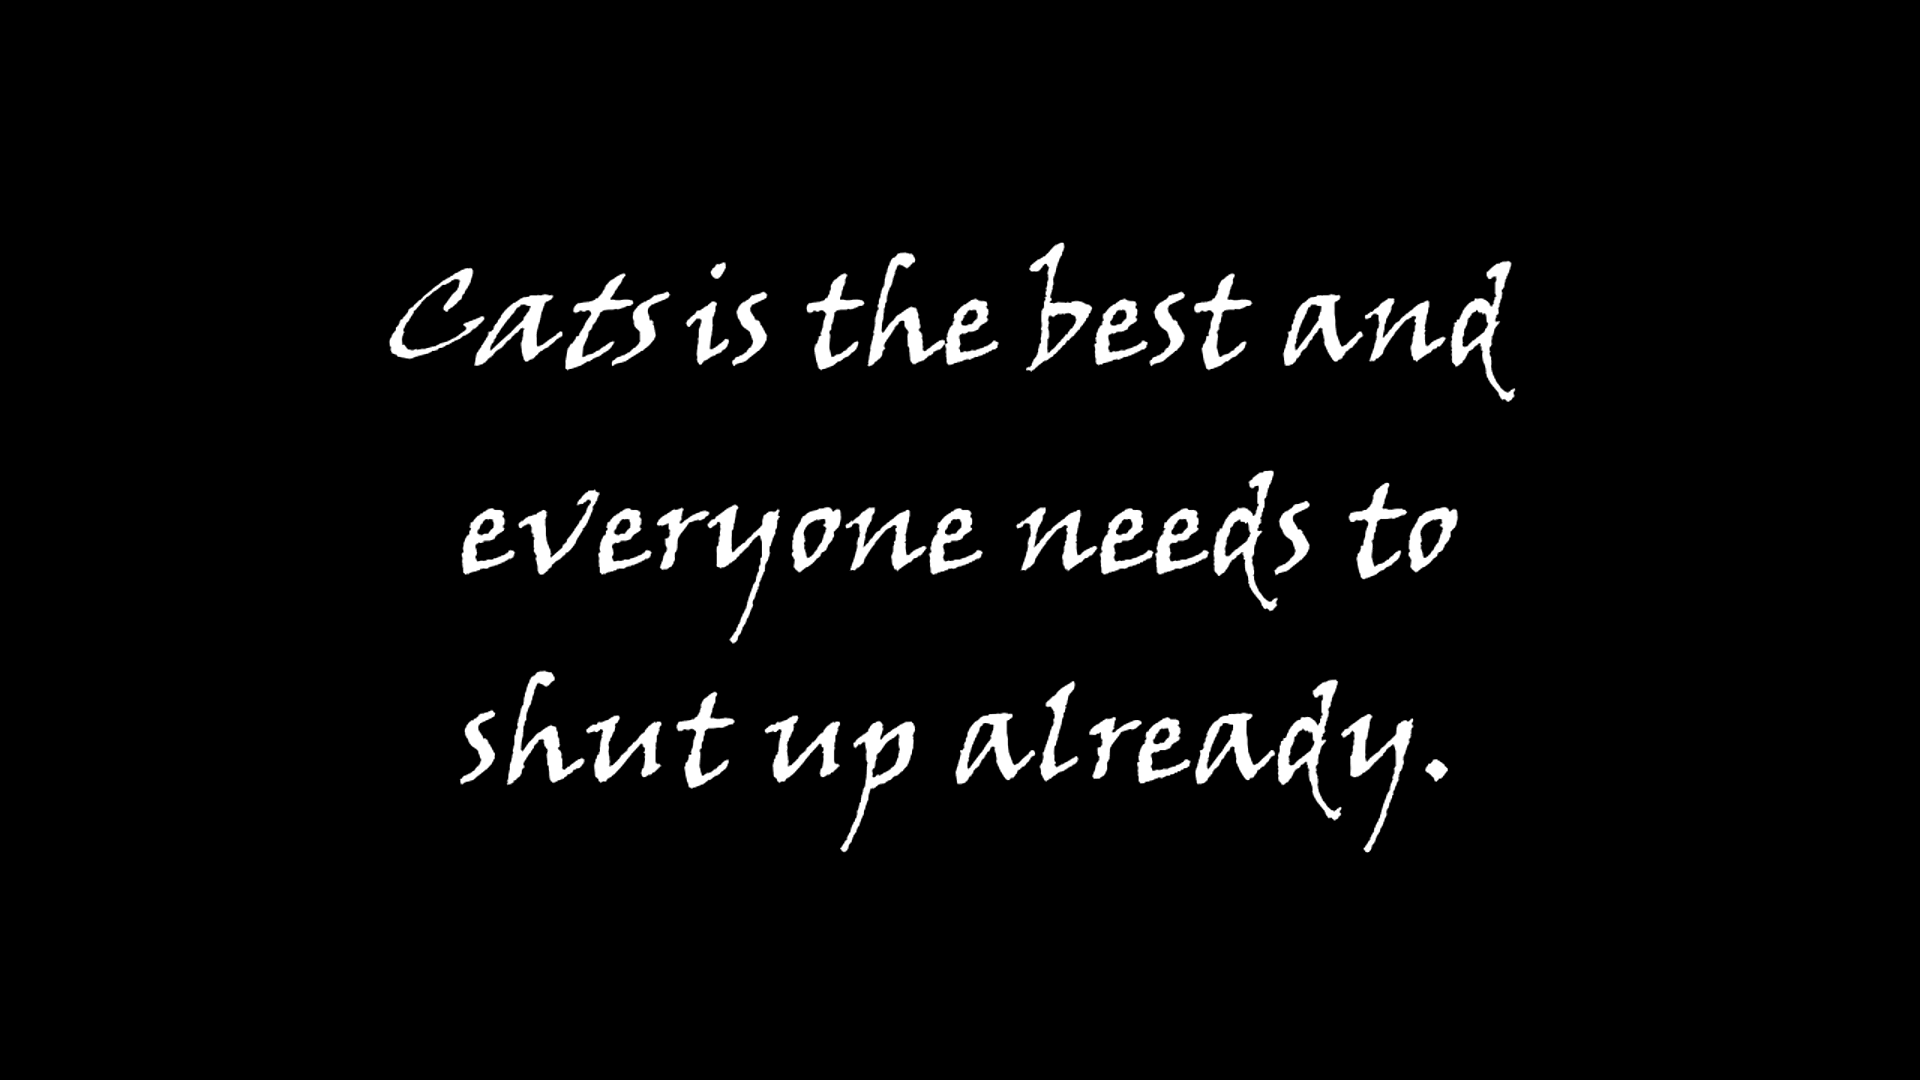 Cats is the best and
everyone needs to
shut up already.